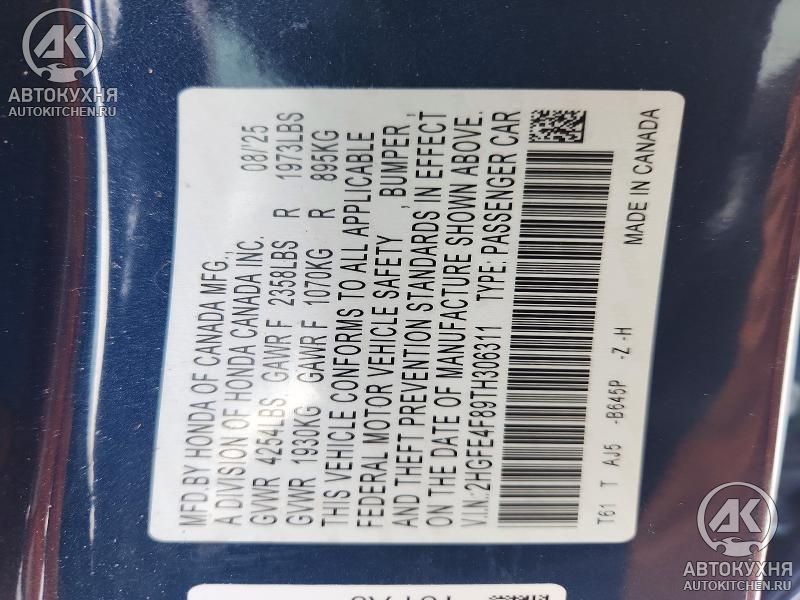 AK
АВТОКУХНЯ
AUTOKITCHEN.RU
MFD.BY HONDA OF CANADA MFG., 08/'25
A DIVISION OF HONDA CANADA INC.
GVWR 4254LBS GAWR F 2358LBS R 1973LBS
GVWR 1930KG GAWR F 1070KG R 895KG
THIS VEHICLE CONFORMS TO ALL APPLICABLE
FEDERAL MOTOR VEHICLE SAFETY , BUMPER ,
AND THEFT PREVENTION STANDARDS IN EFFECT
ON THE DATE OF MANUFACTURE SHOWN ABOVE.
V.I.N.: 2HGFE4F89TH306311 TYPE: PASSENGER CAR
T61 T AJ5 -B645P -Z -H
MADE IN CANADA
AK
АВТОКУХНЯ
AUTOKITCHEN.RU